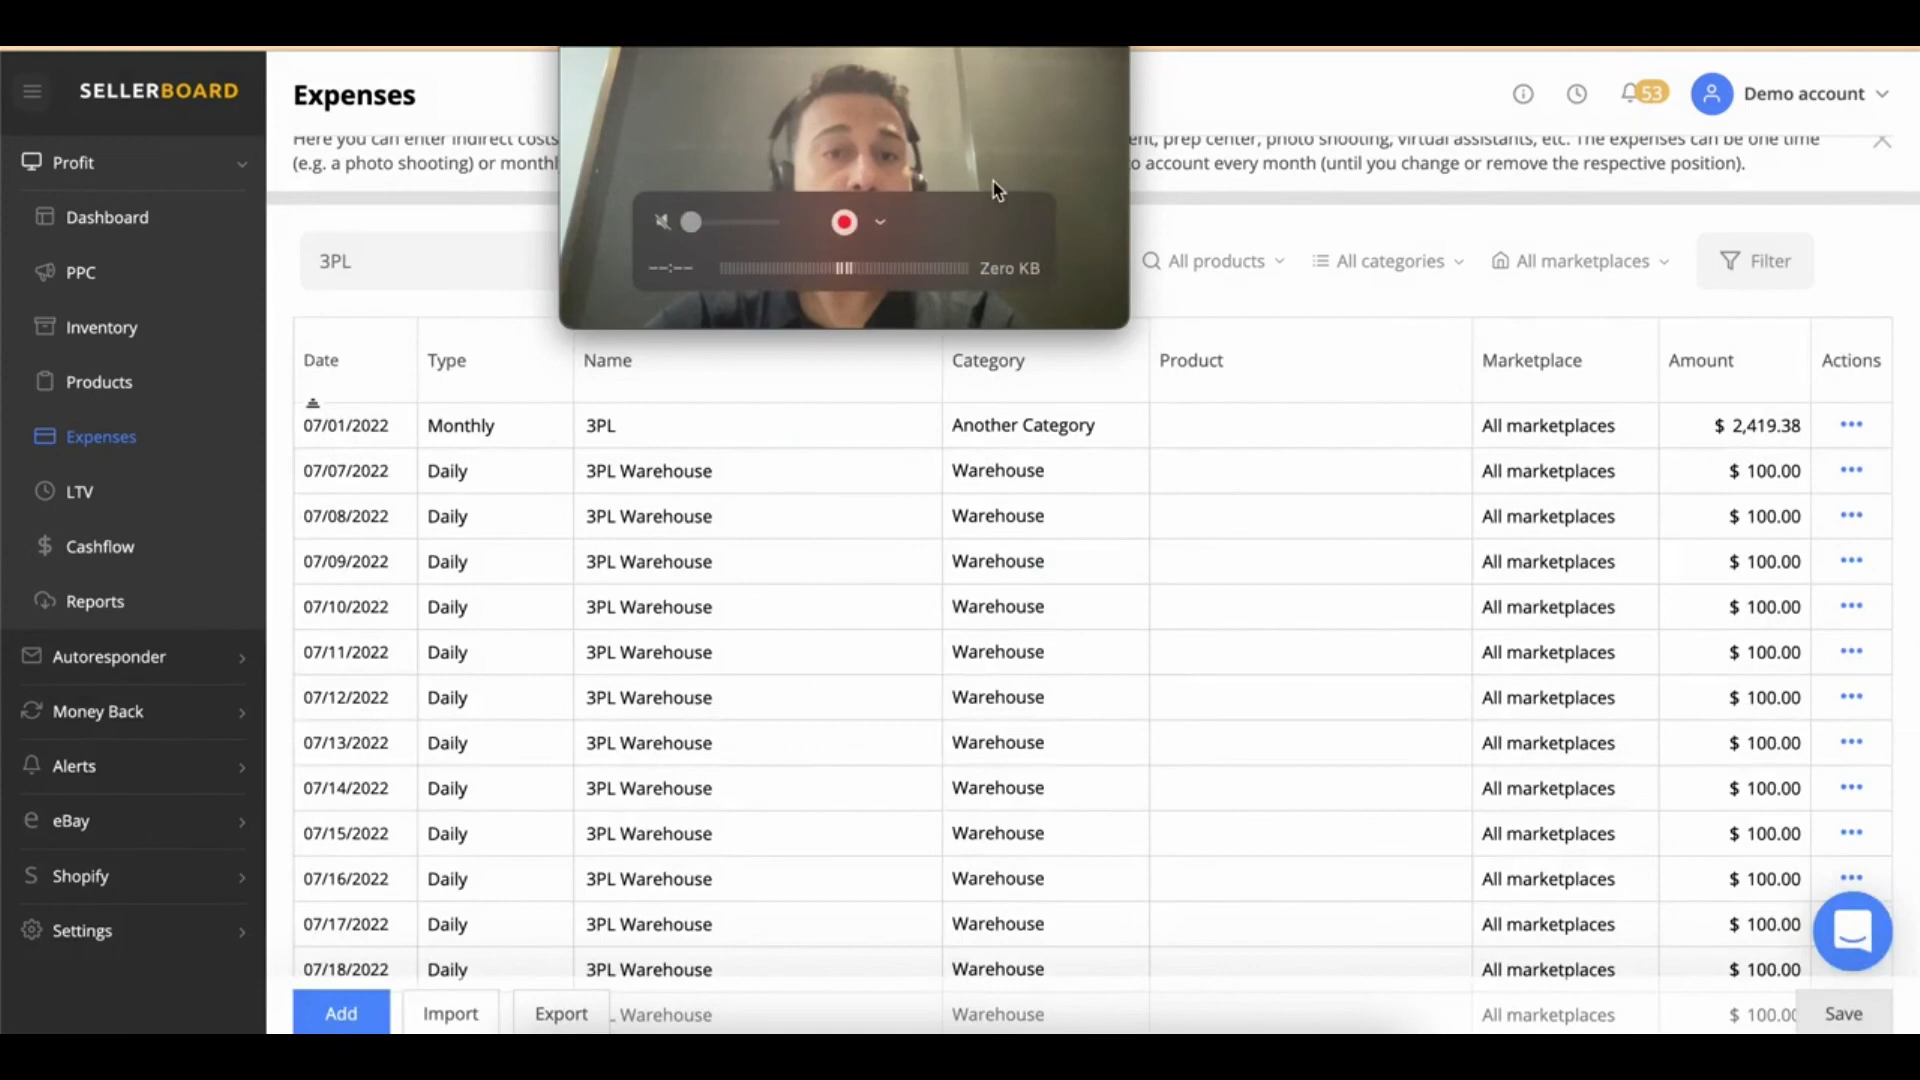 SELLERBOARD
Expenses
53
Demo account
Here you can enter indirect costs
ent, prep center, photo shooting, virtual assistants, etc. The expenses can be one time
(e.g. a photo shooting) or monthl
o account every month (until you change or remove the respective position).
Profit
Dashboard
PPC
Inventory
Products
Expenses
LTV
Cashflow
Reports
Autoresponder
Money Back
Alerts
eBay
Shopify
Settings
3PL
--:--
Zero KB
All products
All categories
All marketplaces
Filter
Date Type Name Category Product Marketplace Amount Actions
07/01/2022 Monthly 3PL Another Category All marketplaces $ 2,419.38
07/07/2022 Daily 3PL Warehouse Warehouse All marketplaces $ 100.00
07/08/2022 Daily 3PL Warehouse Warehouse All marketplaces $ 100.00
07/09/2022 Daily 3PL Warehouse Warehouse All marketplaces $ 100.00
07/10/2022 Daily 3PL Warehouse Warehouse All marketplaces $ 100.00
07/11/2022 Daily 3PL Warehouse Warehouse All marketplaces $ 100.00
07/12/2022 Daily 3PL Warehouse Warehouse All marketplaces $ 100.00
07/13/2022 Daily 3PL Warehouse Warehouse All marketplaces $ 100.00
07/14/2022 Daily 3PL Warehouse Warehouse All marketplaces $ 100.00
07/15/2022 Daily 3PL Warehouse Warehouse All marketplaces $ 100.00
07/16/2022 Daily 3PL Warehouse Warehouse All marketplaces $ 100.00
07/17/2022 Daily 3PL Warehouse Warehouse All marketplaces $ 100.00
07/18/2022 Daily 3PL Warehouse Warehouse All marketplaces $ 100.00
Warehouse Warehouse All marketplaces $ 100.00
Add Import Export Save